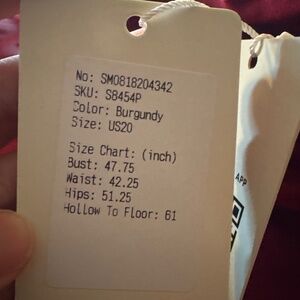 No: SM0818204342
SKU: S8454P
Color: Burgundy
Size: US20
Size Chart: (inch)
Bust: 47.75
Waist: 42.25
Hips: 51.25
Hollow To Floor: 61
APP